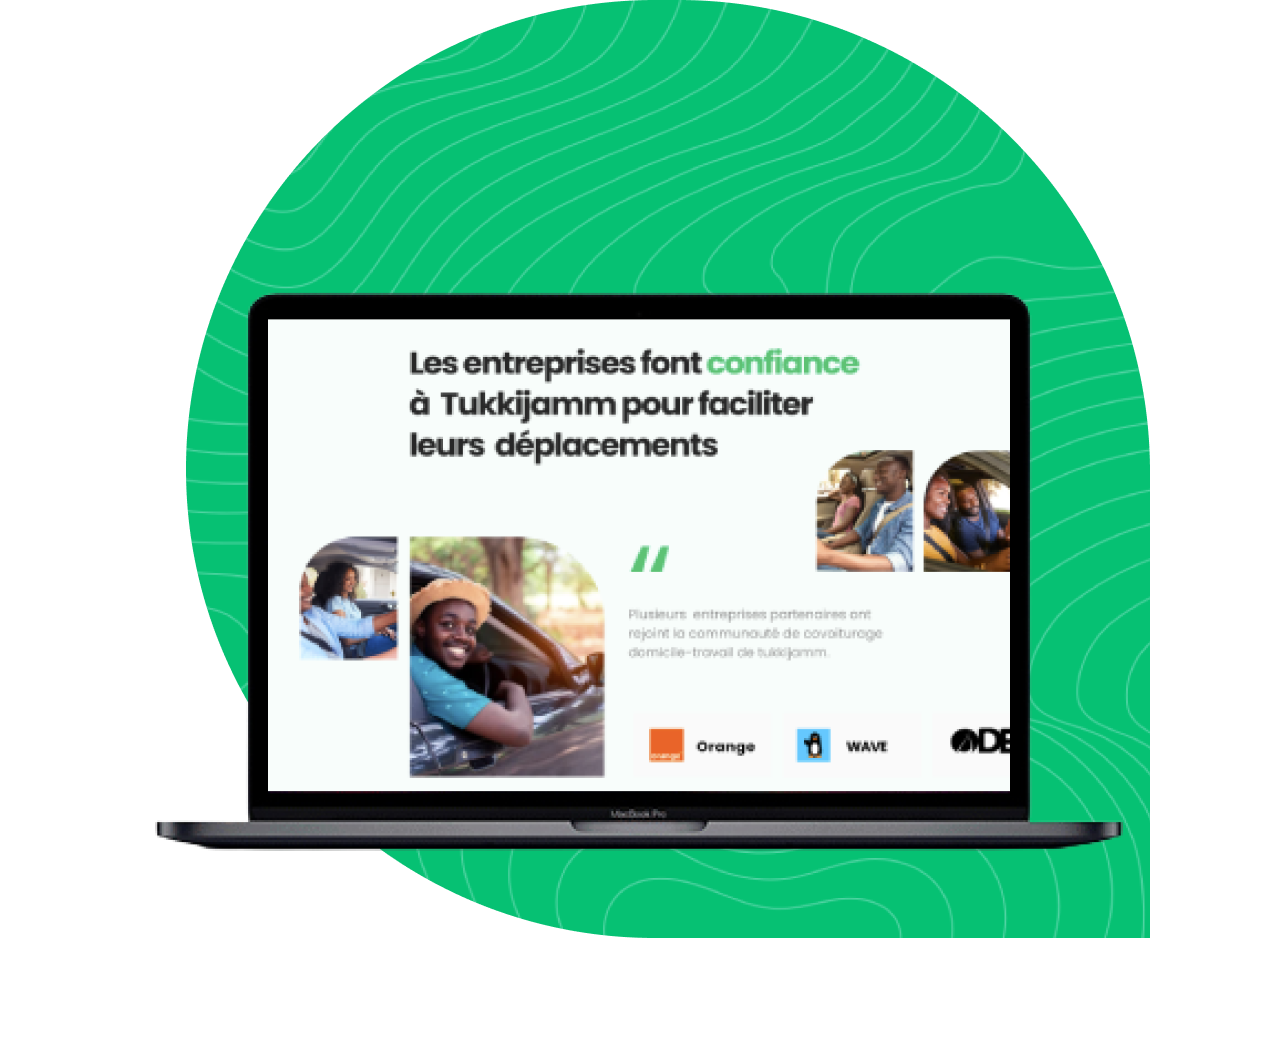 Les entreprises font confiance
à Tukkijamm pour faciliter
leurs déplacements
Plusieurs entreprises partenaires ont
rejoint la communauté de covoiturage
domicile-travail de tukkijamm.
orange
Orange
WAVE
MacBook Pro